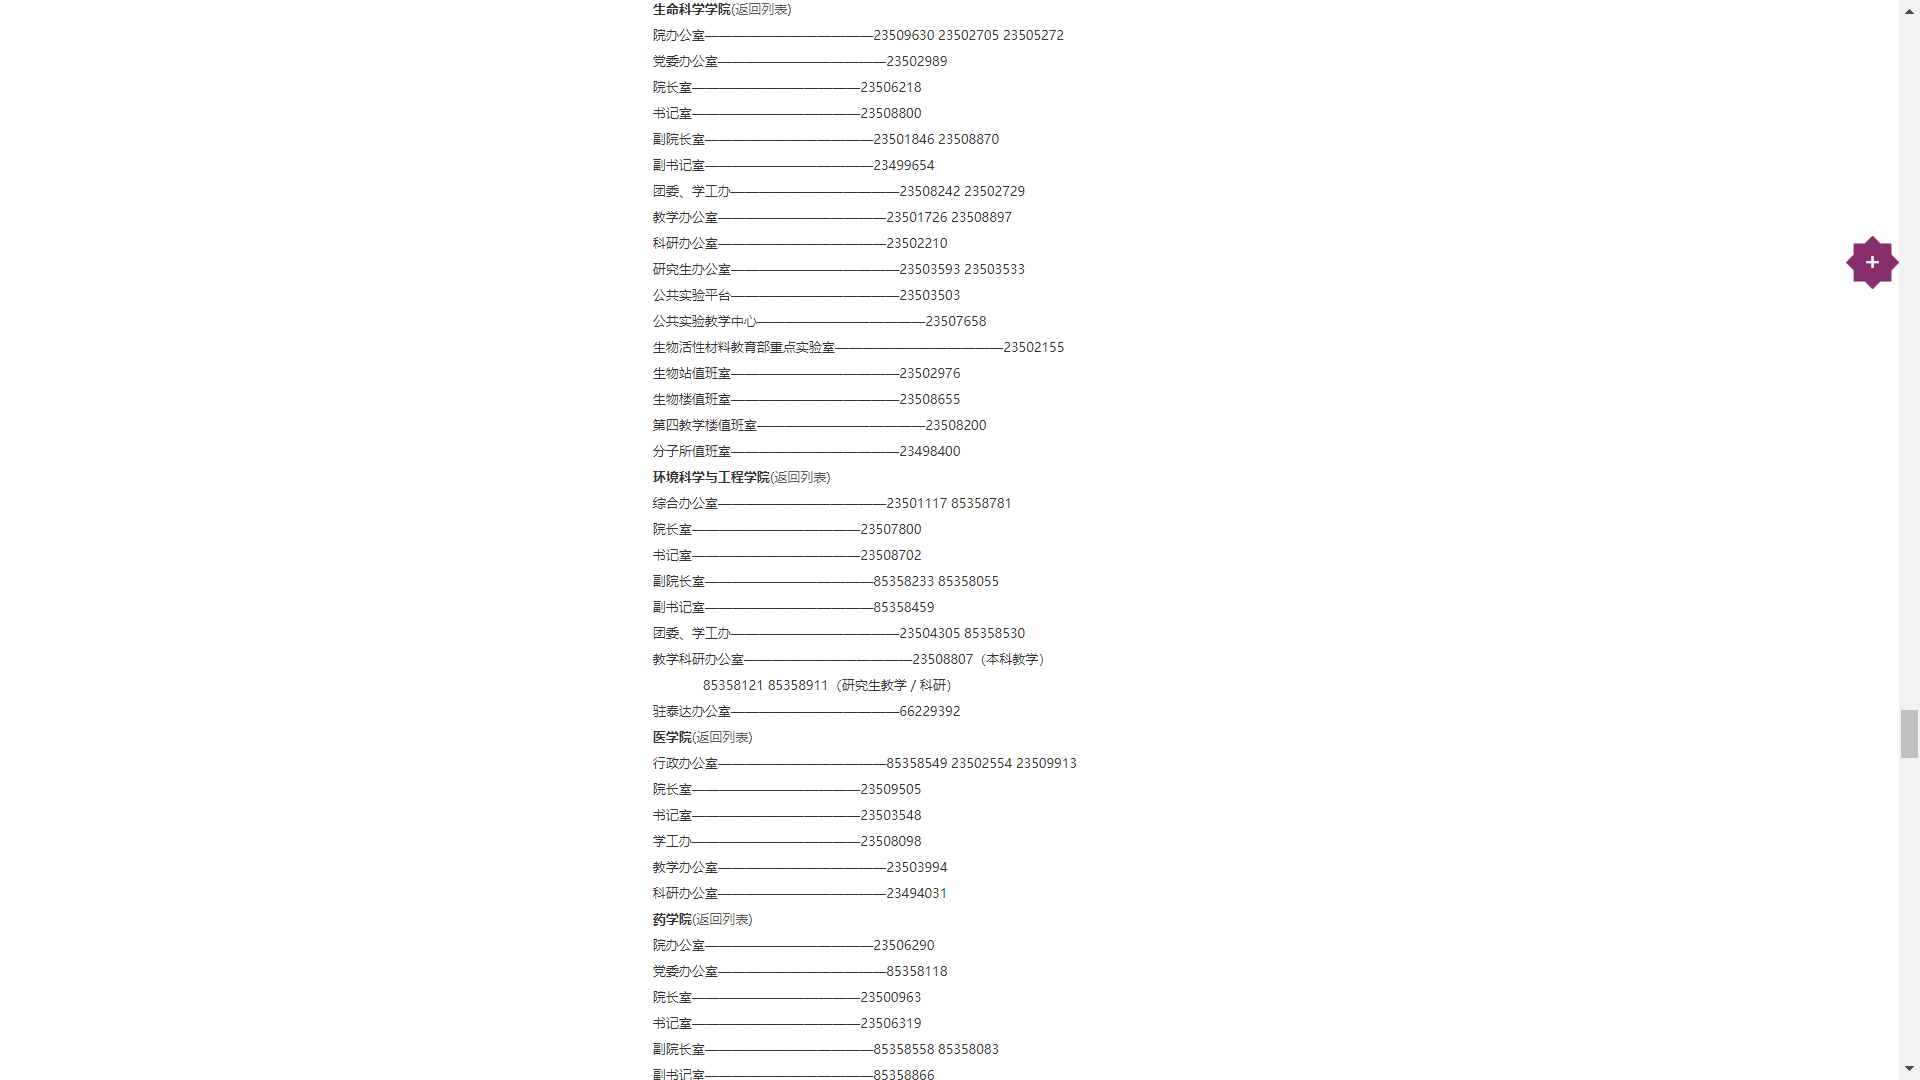 生命科学学院(返回列表)
院办公室————————————23509630 23502705 23505272
党委办公室————————————23502989
院长室————————————23506218
书记室————————————23508800
副院长室————————————23501846 23508870
副书记室————————————23499654
团委、学工办————————————23508242 23502729
教学办公室————————————23501726 23508897
科研办公室————————————23502210
研究生办公室————————————23503593 23503533
公共实验平台————————————23503503
公共实验教学中心————————————23507658
生物活性材料教育部重点实验室————————————23502155
生物站值班室————————————23502976
生物楼值班室————————————23508655
第四教学楼值班室————————————23508200
分子所值班室————————————23498400
环境科学与工程学院(返回列表)
综合办公室————————————23501117 85358781
院长室————————————23507800
书记室————————————23508702
副院长室————————————85358233 85358055
副书记室————————————85358459
团委、学工办————————————23504305 85358530
教学科研办公室————————————23508807（本科教学）
85358121 85358911（研究生教学 / 科研）
驻泰达办公室————————————66229392
医学院(返回列表)
行政办公室————————————85358549 23502554 23509913
院长室————————————23509505
书记室————————————23503548
学工办————————————23508098
教学办公室————————————23503994
科研办公室————————————23494031
药学院(返回列表)
院办公室————————————23506290
党委办公室————————————85358118
院长室————————————23500963
书记室————————————23506319
副院长室————————————85358558 85358083
副书记室————————————85358866